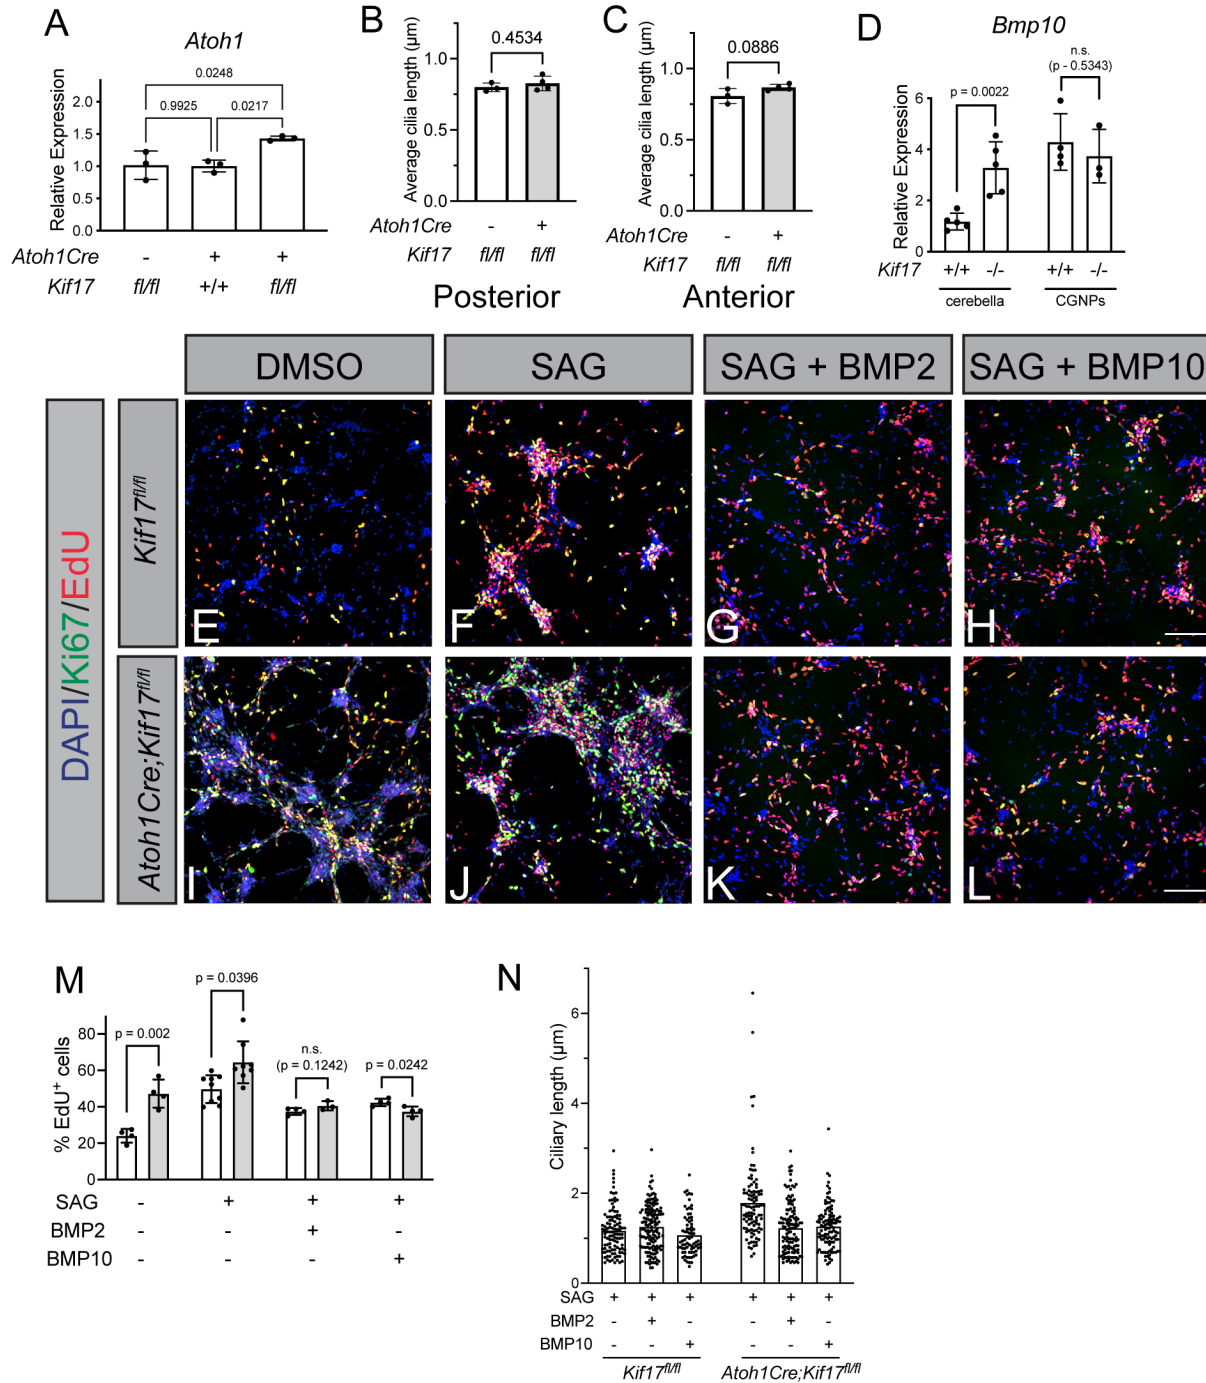 A
Atoh1
0.0248
0.9925
0.0217
Relative Expression
2.0
1.5
1.0
0.5
0.0
Atoh1Cre - + +
Kif17 fl/fl +/+ fl/fl
B
0.4534
Average cilia length (µm)
1.0
0.5
0.0
Atoh1Cre - +
Kif17 fl/fl fl/fl
Posterior
C
0.0886
Average cilia length (µm)
1.0
0.5
0.0
Atoh1Cre - +
Kif17 fl/fl fl/fl
Anterior
D
Bmp10
n.s.
(p - 0.5343)
p = 0.0022
Relative Expression
6
4
2
0
Kif17 +/+ -/- +/+ -/-
cerebella CGNPs
DMSO SAG SAG + BMP2 SAG + BMP10
DAPI/Ki67/EdU
Kif17fl/fl
E F G H
Atoh1Cre;Kif17fl/fl
I J K L
M
p = 0.0396
p = 0.002
n.s.
(p = 0.1242)
p = 0.0242
% EdU+ cells
80
60
40
20
0
SAG - + + +
BMP2 - - + -
BMP10 - - - +
N
Ciliary length (µm)
6
4
2
0
SAG + + + + + +
BMP2 - + - - + -
BMP10 - - + - - +
Kif17fl/fl Atoh1Cre;Kif17fl/fl